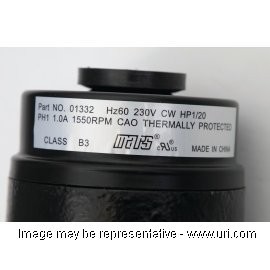 Part NO. 01332 Hz60 230V CW HP1/20
PH1 1.0A 1550RPM CAO THERMALLY PROTECTED
CLASS B3 MARS c us MADE IN CHINA
Image may be representative - www.uri.com